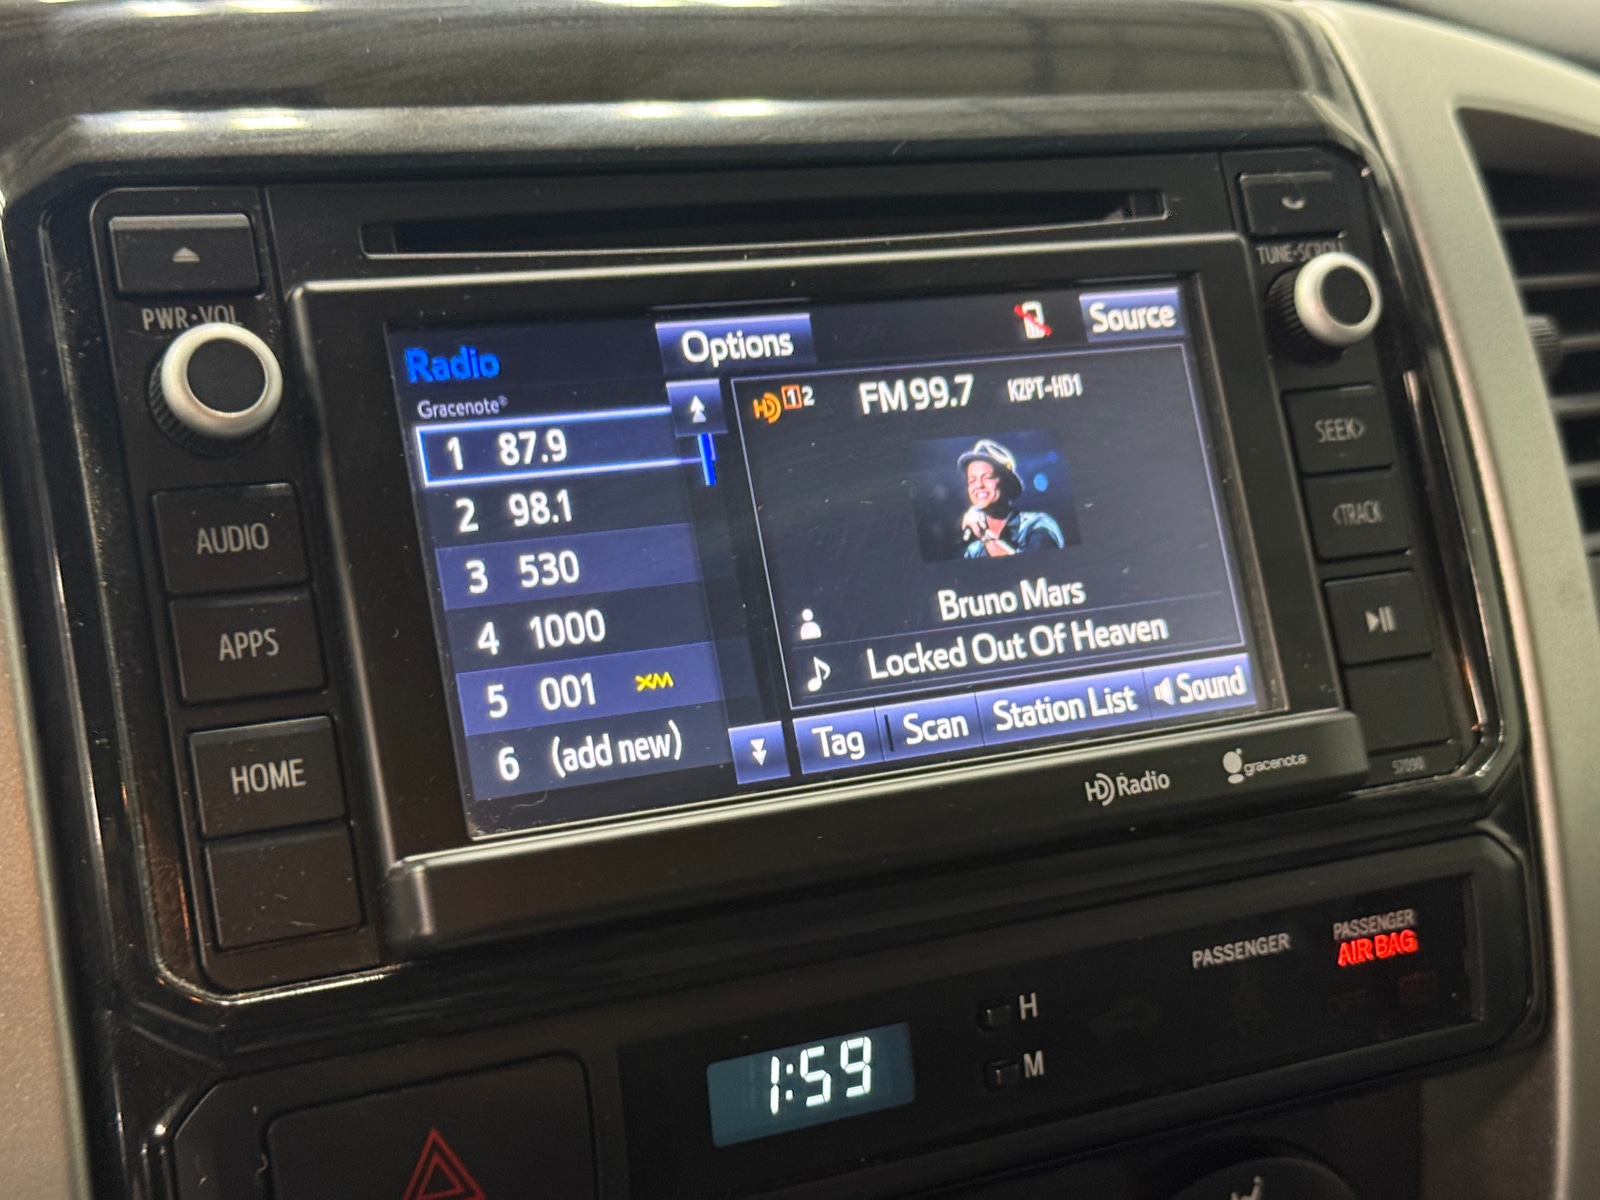 PWR·VOL
TUNE·SCROLL
AUDIO
APPS
HOME
SEEK>
<TRACK
Radio
Options
Source
Gracenote®
1 87.9
2 98.1
3 530
4 1000
5 001 XM
6 (add new)
HD 1 2 FM 99.7 KZPT-HD1
Bruno Mars
Locked Out Of Heaven
Tag
Scan
Station List
Sound
HD Radio
gracenote
57090
PASSENGER
PASSENGER
AIR BAG
OFF
H
M
1:59